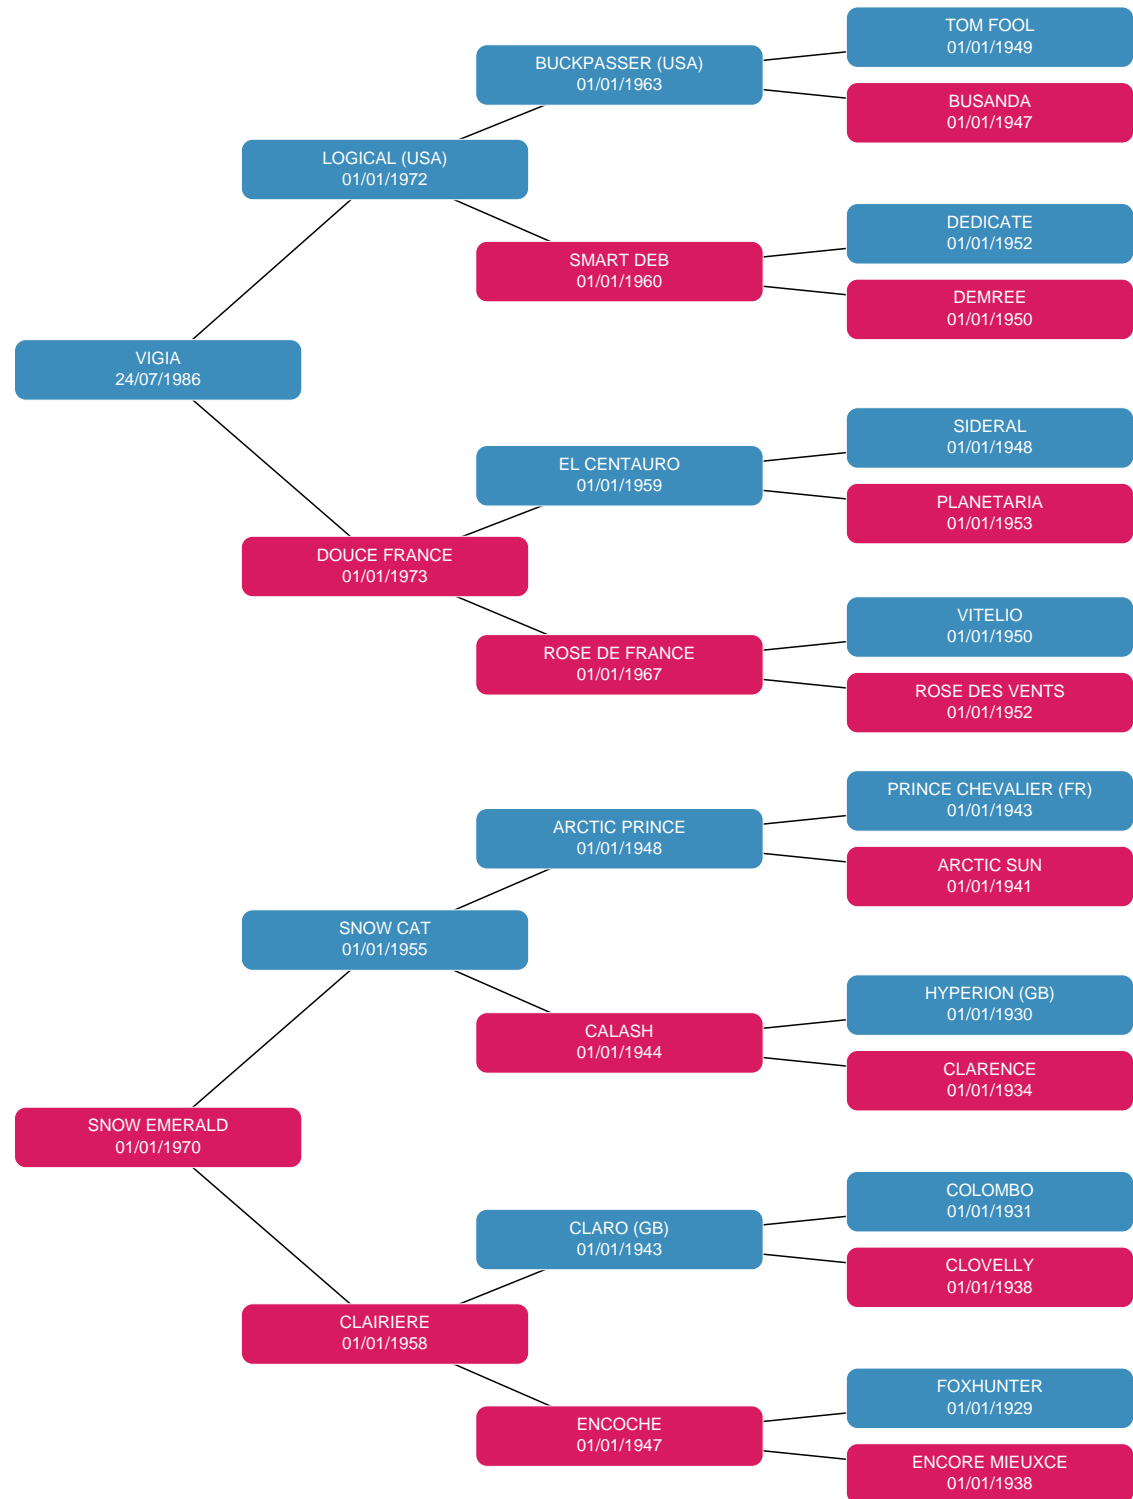 TOM FOOL
01/01/1949
BUCKPASSER (USA)
01/01/1963
BUSANDA
01/01/1947
LOGICAL (USA)
01/01/1972
DEDICATE
01/01/1952
SMART DEB
01/01/1960
DEMREE
01/01/1950
VIGIA
24/07/1986
SIDERAL
01/01/1948
EL CENTAURO
01/01/1959
PLANETARIA
01/01/1953
DOUCE FRANCE
01/01/1973
VITELIO
01/01/1950
ROSE DE FRANCE
01/01/1967
ROSE DES VENTS
01/01/1952
PRINCE CHEVALIER (FR)
01/01/1943
ARCTIC PRINCE
01/01/1948
ARCTIC SUN
01/01/1941
SNOW CAT
01/01/1955
HYPERION (GB)
01/01/1930
CALASH
01/01/1944
CLARENCE
01/01/1934
SNOW EMERALD
01/01/1970
COLOMBO
01/01/1931
CLARO (GB)
01/01/1943
CLOVELLY
01/01/1938
CLAIRIERE
01/01/1958
FOXHUNTER
01/01/1929
ENCOCHE
01/01/1947
ENCORE MIEUXCE
01/01/1938